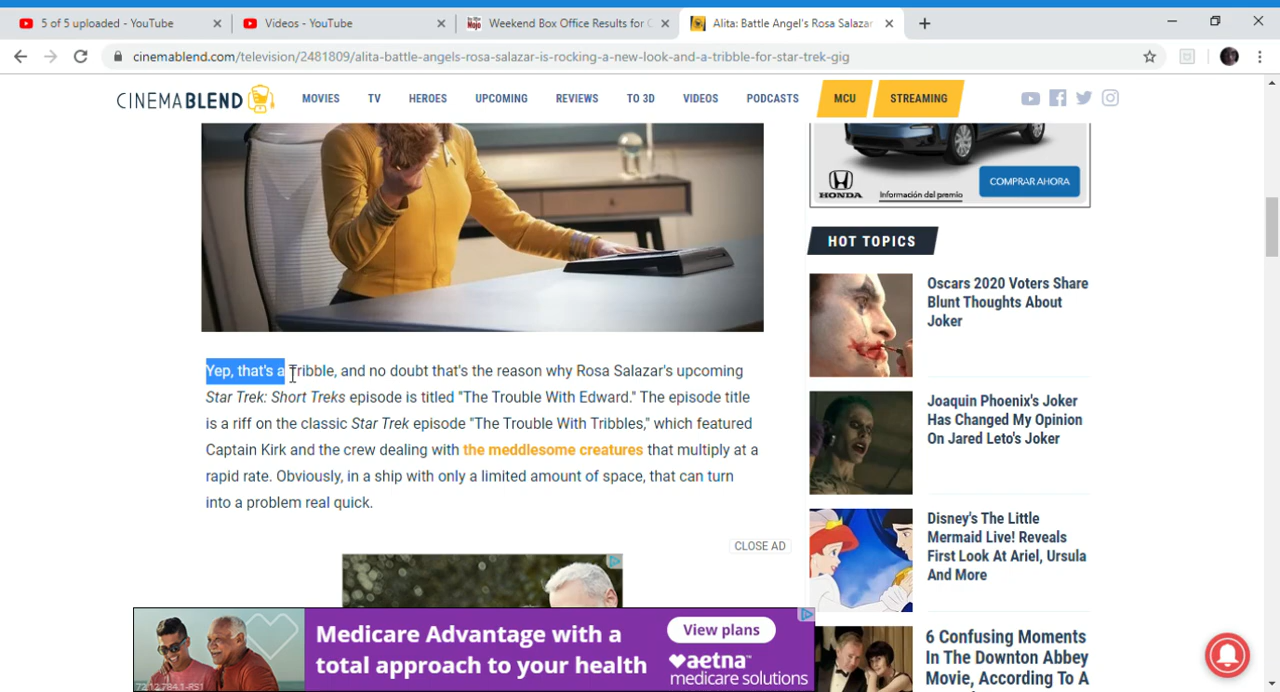 5 of 5 uploaded - YouTube
Videos - YouTube
Mojo
Weekend Box Office Results for
Alita: Battle Angel's Rosa Salazar
cinemablend.com/television/2481809/alita-battle-angels-rosa-salazar-is-rocking-a-new-look-and-a-tribble-for-star-trek-gig
CINEMABLEND
MOVIES TV HEROES UPCOMING REVIEWS TO 3D VIDEOS PODCASTS MCU STREAMING
HONDA
Información del premio
COMPRAR AHORA
HOT TOPICS
Oscars 2020 Voters Share
Blunt Thoughts About
Joker
Yep, that's a Tribble, and no doubt that's the reason why Rosa Salazar's upcoming
Star Trek: Short Treks episode is titled "The Trouble With Edward." The episode title
is a riff on the classic Star Trek episode "The Trouble With Tribbles," which featured
Captain Kirk and the crew dealing with the meddlesome creatures that multiply at a
rapid rate. Obviously, in a ship with only a limited amount of space, that can turn
into a problem real quick.
Joaquin Phoenix's Joker
Has Changed My Opinion
On Jared Leto's Joker
Disney's The Little
Mermaid Live! Reveals
First Look At Ariel, Ursula
And More
CLOSE AD
Medicare Advantage with a
total approach to your health
View plans
aetna™
medicare solutions
72.12.784.1-RS1
6 Confusing Moments
In The Downton Abbey
Movie, According To A